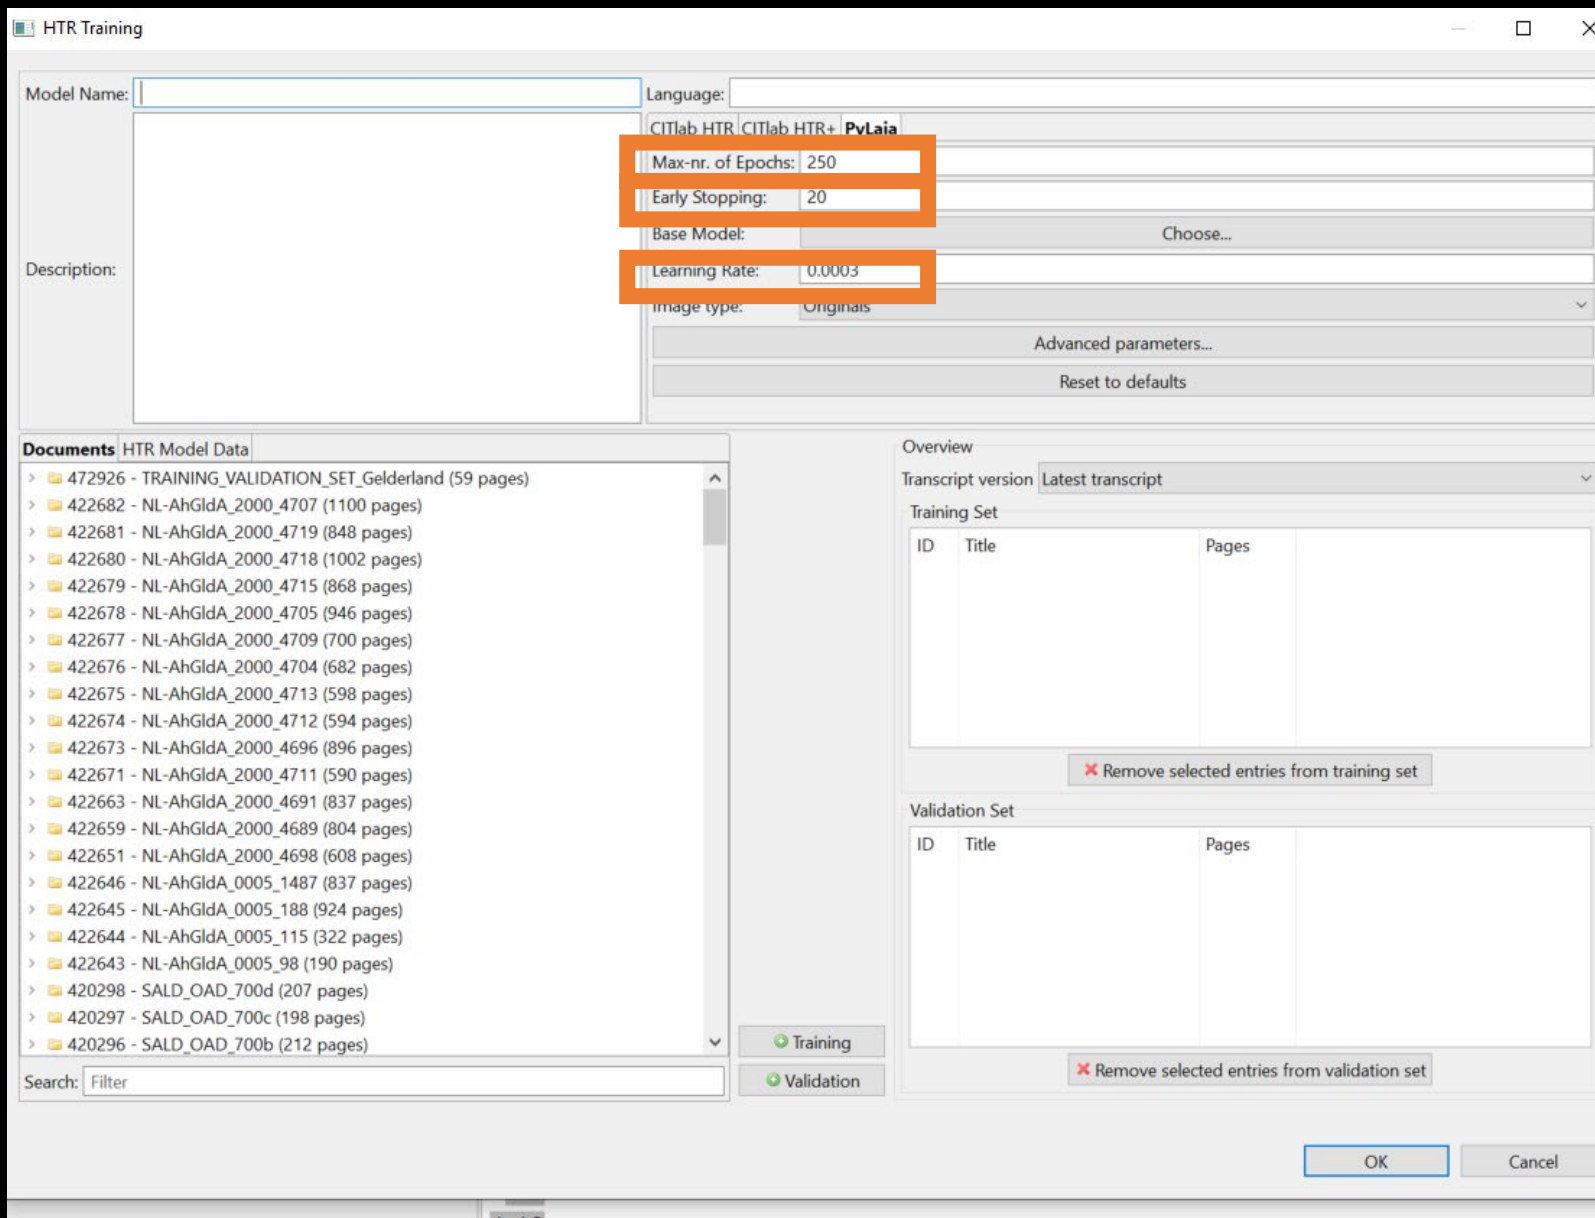 HTR Training
Model Name:
Language:
CITlab HTR CITlab HTR+ PyLaia
Max-nr. of Epochs: 250
Early Stopping: 20
Base Model: Choose...
Description:
Learning Rate: 0.0003
Image type: Originals
Advanced parameters...
Reset to defaults
Documents HTR Model Data
472926 - TRAINING_VALIDATION_SET_Gelderland (59 pages)
422682 - NL-AhGldA_2000_4707 (1100 pages)
422681 - NL-AhGldA_2000_4719 (848 pages)
422680 - NL-AhGldA_2000_4718 (1002 pages)
422679 - NL-AhGldA_2000_4715 (868 pages)
422678 - NL-AhGldA_2000_4705 (946 pages)
422677 - NL-AhGldA_2000_4709 (700 pages)
422676 - NL-AhGldA_2000_4704 (682 pages)
422675 - NL-AhGldA_2000_4713 (598 pages)
422674 - NL-AhGldA_2000_4712 (594 pages)
422673 - NL-AhGldA_2000_4696 (896 pages)
422671 - NL-AhGldA_2000_4711 (590 pages)
422663 - NL-AhGldA_2000_4691 (837 pages)
422659 - NL-AhGldA_2000_4689 (804 pages)
422651 - NL-AhGldA_2000_4698 (608 pages)
422646 - NL-AhGldA_0005_1487 (837 pages)
422645 - NL-AhGldA_0005_188 (924 pages)
422644 - NL-AhGldA_0005_115 (322 pages)
422643 - NL-AhGldA_0005_98 (190 pages)
420298 - SALD_OAD_700d (207 pages)
420297 - SALD_OAD_700c (198 pages)
420296 - SALD_OAD_700b (212 pages)
Search: Filter
Training
Validation
Overview
Transcript version Latest transcript
Training Set
ID Title Pages
Remove selected entries from training set
Validation Set
ID Title Pages
Remove selected entries from validation set
OK Cancel